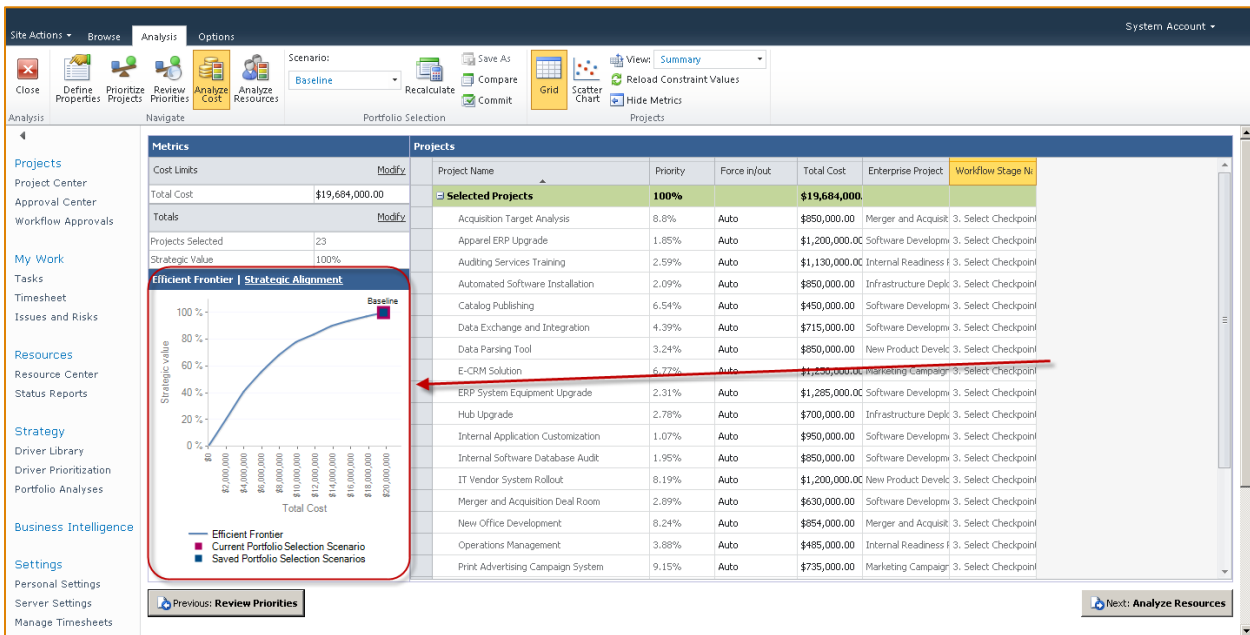 System Account
Site Actions Browse Analysis Options
Close
Define Properties
Prioritize Projects
Review Priorities
Analyze Cost
Analyze Resources
Scenario:
Baseline
Recalculate
Save As
Compare
Commit
Grid
Scatter Chart
View: Summary
Reload Constraint Values
Hide Metrics
Analysis Navigate Portfolio Selection Projects
Projects
Project Center
Approval Center
Workflow Approvals
My Work
Tasks
Timesheet
Issues and Risks
Resources
Resource Center
Status Reports
Strategy
Driver Library
Driver Prioritization
Portfolio Analyses
Business Intelligence
Settings
Personal Settings
Server Settings
Manage Timesheets
Metrics
Cost Limits Modify
Total Cost $19,684,000.00
Totals Modify
Projects Selected 23
Strategic Value 100%
Efficient Frontier | Strategic Alignment
Baseline
100 %
80 %
60 %
40 %
20 %
0 %
Strategic value
$0
$2,000,000
$4,000,000
$6,000,000
$8,000,000
$10,000,000
$12,000,000
$14,000,000
$16,000,000
$18,000,000
$20,000,000
Total Cost
Efficient Frontier
Current Portfolio Selection Scenario
Saved Portfolio Selection Scenarios
Projects
Project Name Priority Force in/out Total Cost Enterprise Project Workflow Stage Na
Selected Projects 100% $19,684,000.
Acquisition Target Analysis 8.8% Auto $850,000.00 Merger and Acquisit 3. Select Checkpoint
Apparel ERP Upgrade 1.85% Auto $1,200,000.00 Software Developme 3. Select Checkpoint
Auditing Services Training 2.59% Auto $1,130,000.00 Internal Readiness 3. Select Checkpoint
Automated Software Installation 2.09% Auto $850,000.00 Infrastructure Deplo 3. Select Checkpoint
Catalog Publishing 6.54% Auto $450,000.00 Software Developme 3. Select Checkpoint
Data Exchange and Integration 4.39% Auto $715,000.00 Software Developme 3. Select Checkpoint
Data Parsing Tool 3.24% Auto $850,000.00 New Product Develo 3. Select Checkpoint
E-CRM Solution 6.77% Auto $1,250,000.00 Marketing Campaign 3. Select Checkpoint
ERP System Equipment Upgrade 2.31% Auto $1,285,000.00 Software Developme 3. Select Checkpoint
Hub Upgrade 2.78% Auto $700,000.00 Infrastructure Deplo 3. Select Checkpoint
Internal Application Customization 1.07% Auto $950,000.00 Software Developme 3. Select Checkpoint
Internal Software Database Audit 1.95% Auto $850,000.00 Software Developme 3. Select Checkpoint
IT Vendor System Rollout 8.19% Auto $1,200,000.00 New Product Develo 3. Select Checkpoint
Merger and Acquisition Deal Room 2.89% Auto $630,000.00 Software Developme 3. Select Checkpoint
New Office Development 8.24% Auto $854,000.00 Merger and Acquisit 3. Select Checkpoint
Operations Management 3.88% Auto $485,000.00 Internal Readiness 3. Select Checkpoint
Print Advertising Campaign System 9.15% Auto $735,000.00 Marketing Campaign 3. Select Checkpoint
Previous: Review Priorities
Next: Analyze Resources